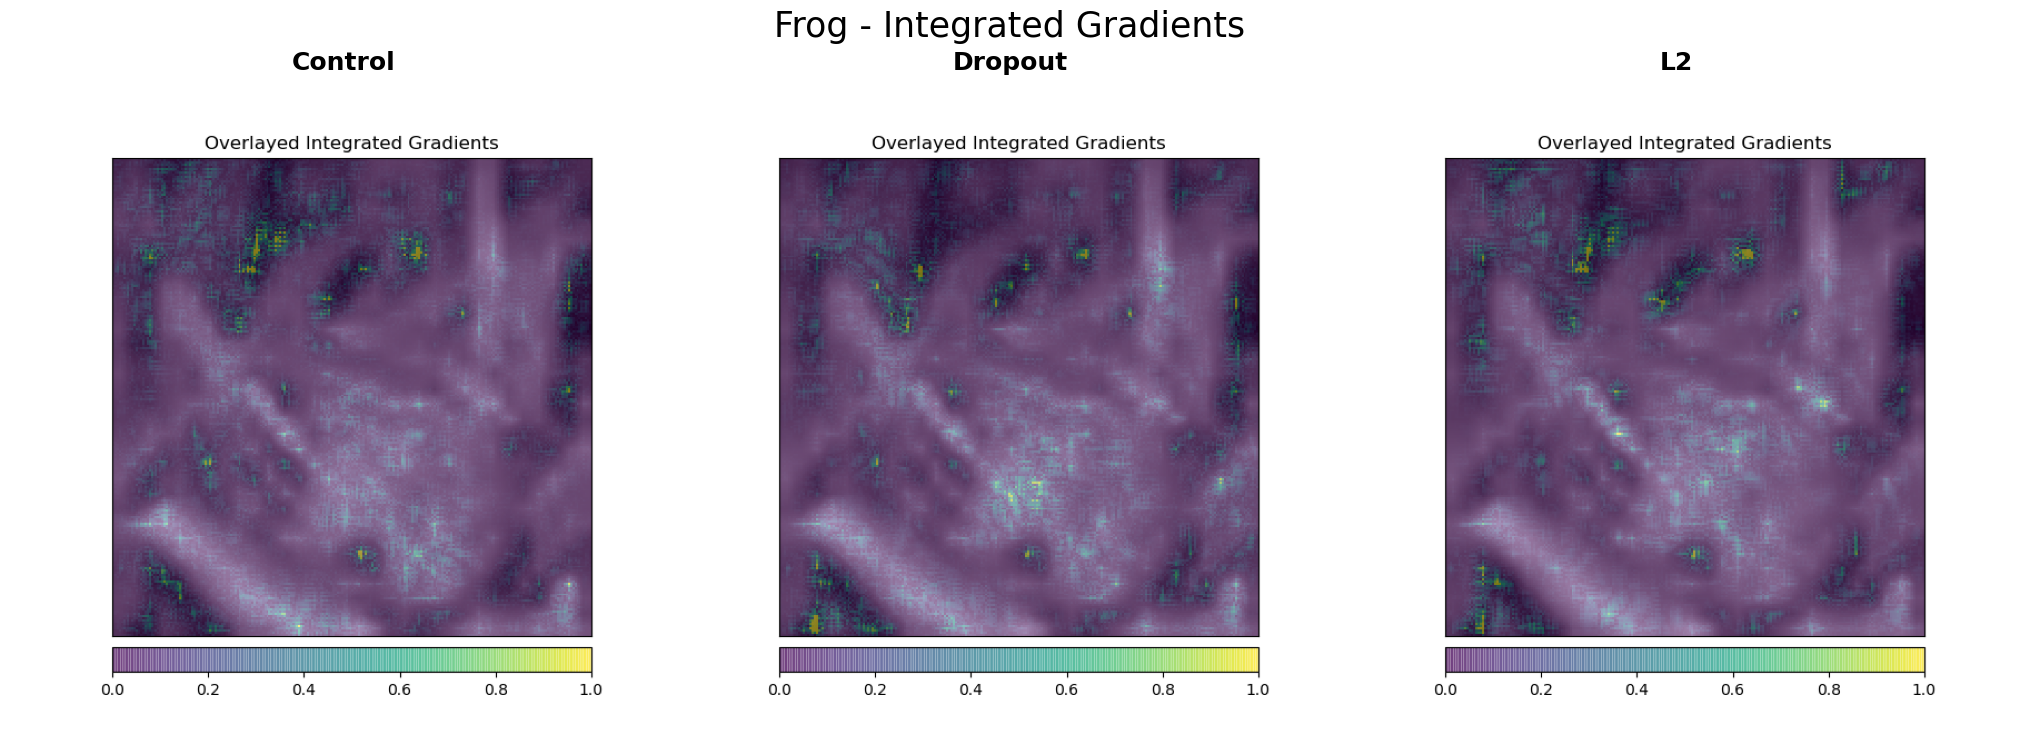 Frog - Integrated Gradients
Control
Dropout
L2
Overlayed Integrated Gradients
Overlayed Integrated Gradients
Overlayed Integrated Gradients
0.0 0.2 0.4 0.6 0.8 1.0
0.0 0.2 0.4 0.6 0.8 1.0
0.0 0.2 0.4 0.6 0.8 1.0